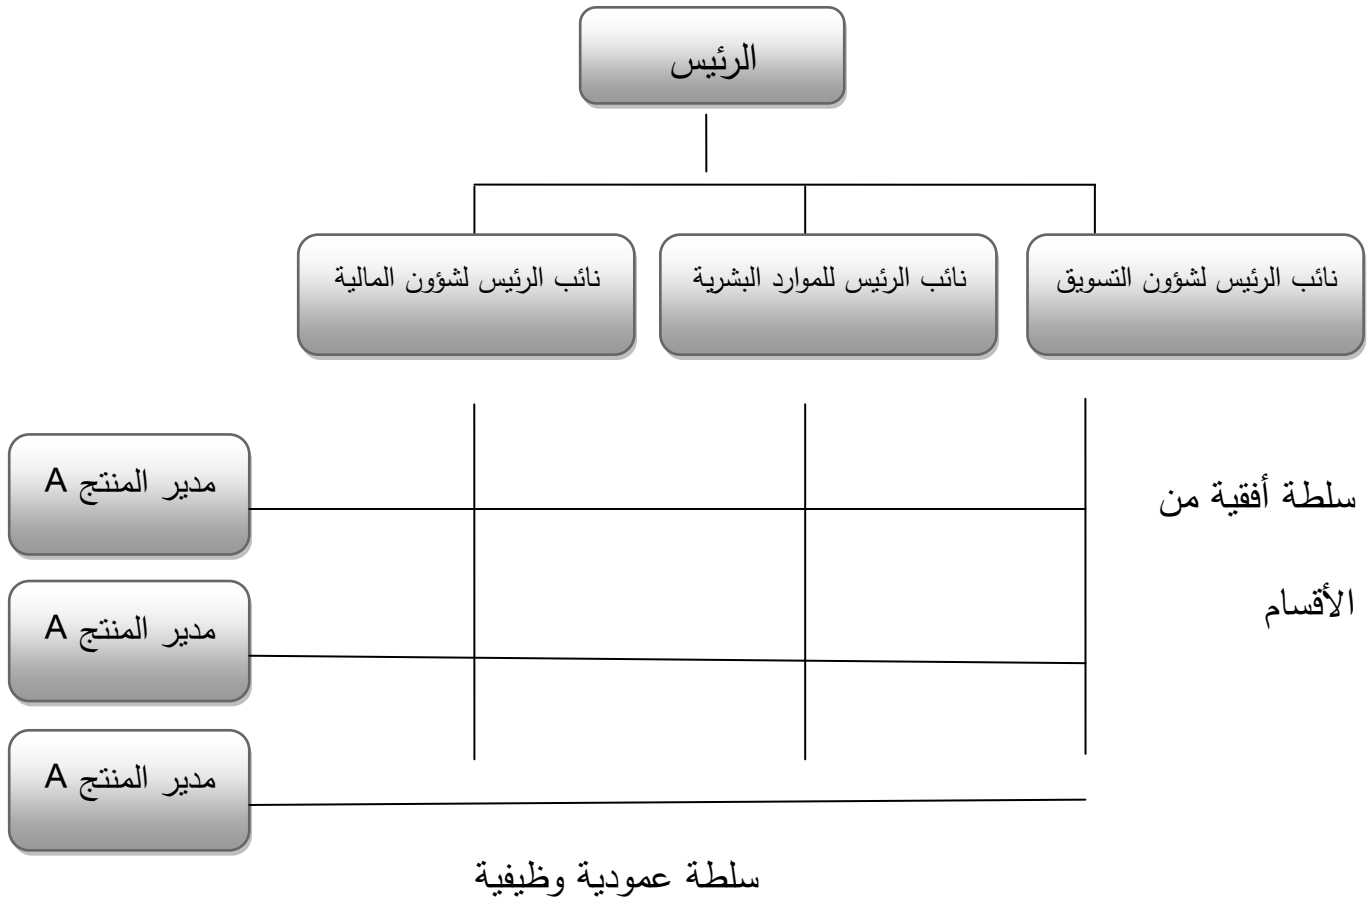 الرئيس
نائب الرئيس لشؤون التسويق
نائب الرئيس للموارد البشرية
نائب الرئيس لشؤون المالية
مدير المنتج A
سلطة أفقية من
الأقسام
مدير المنتج A
مدير المنتج A
سلطة عمودية وظيفية